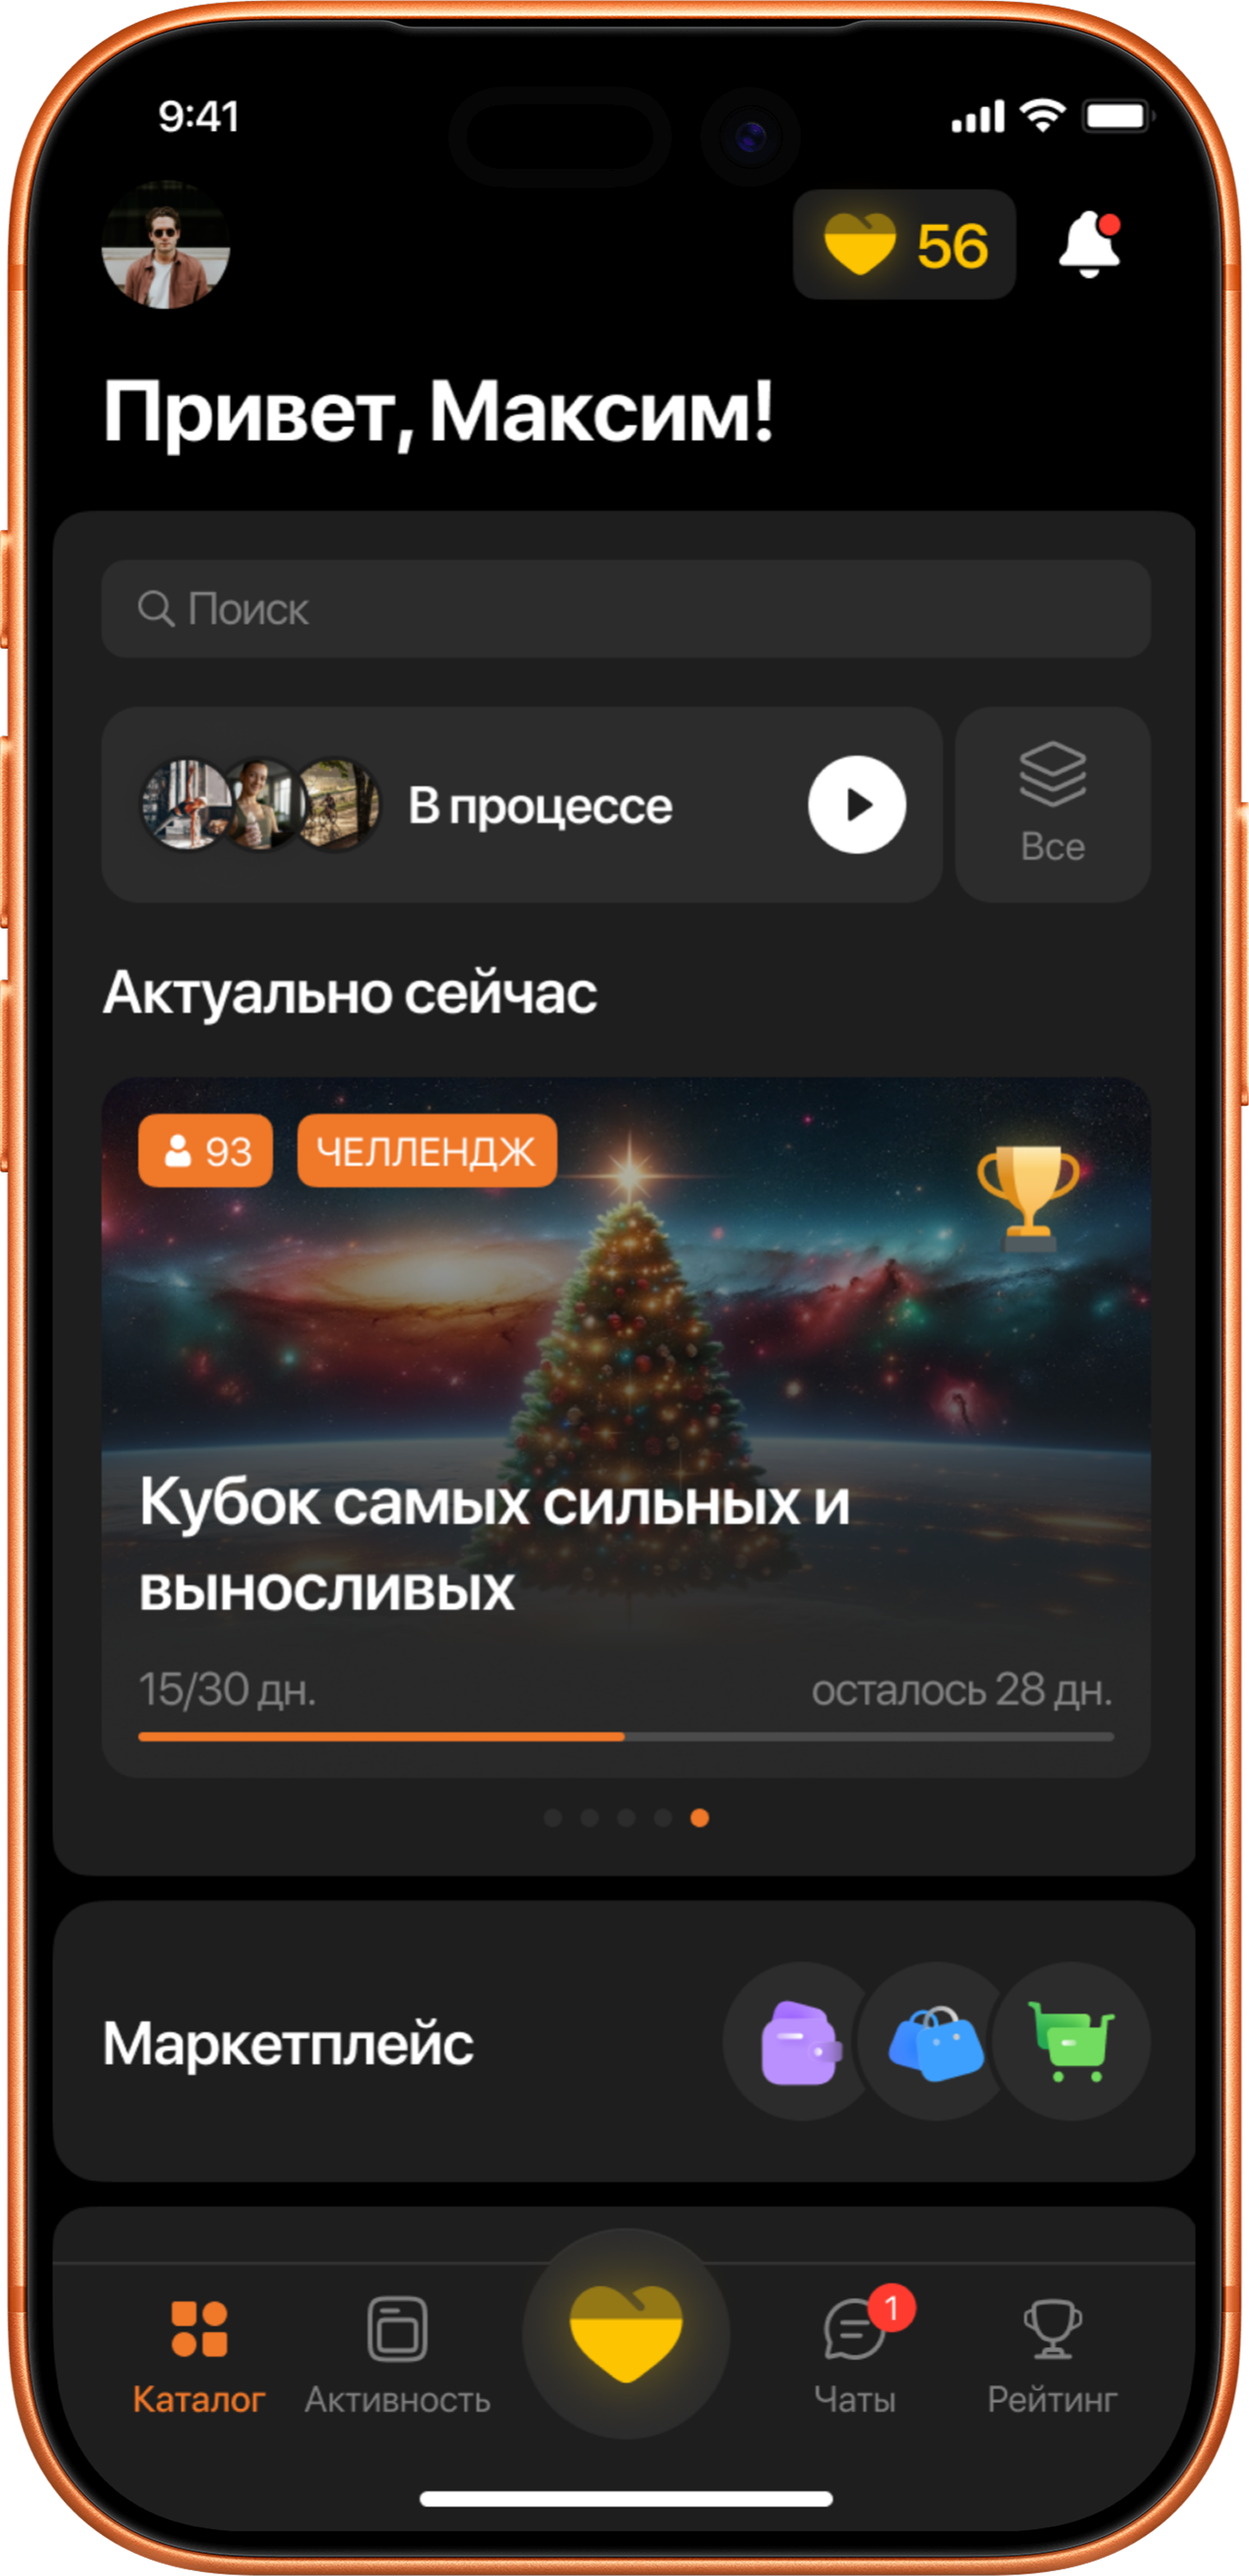 9:41
56
Привет, Максим!
Поиск
В процессе
Все
Актуально сейчас
93 ЧЕЛЛЕНДЖ
Кубок самых сильных и
выносливых
15/30 дн. осталось 28 дн.
Маркетплейс
1
Каталог Активность Чаты Рейтинг